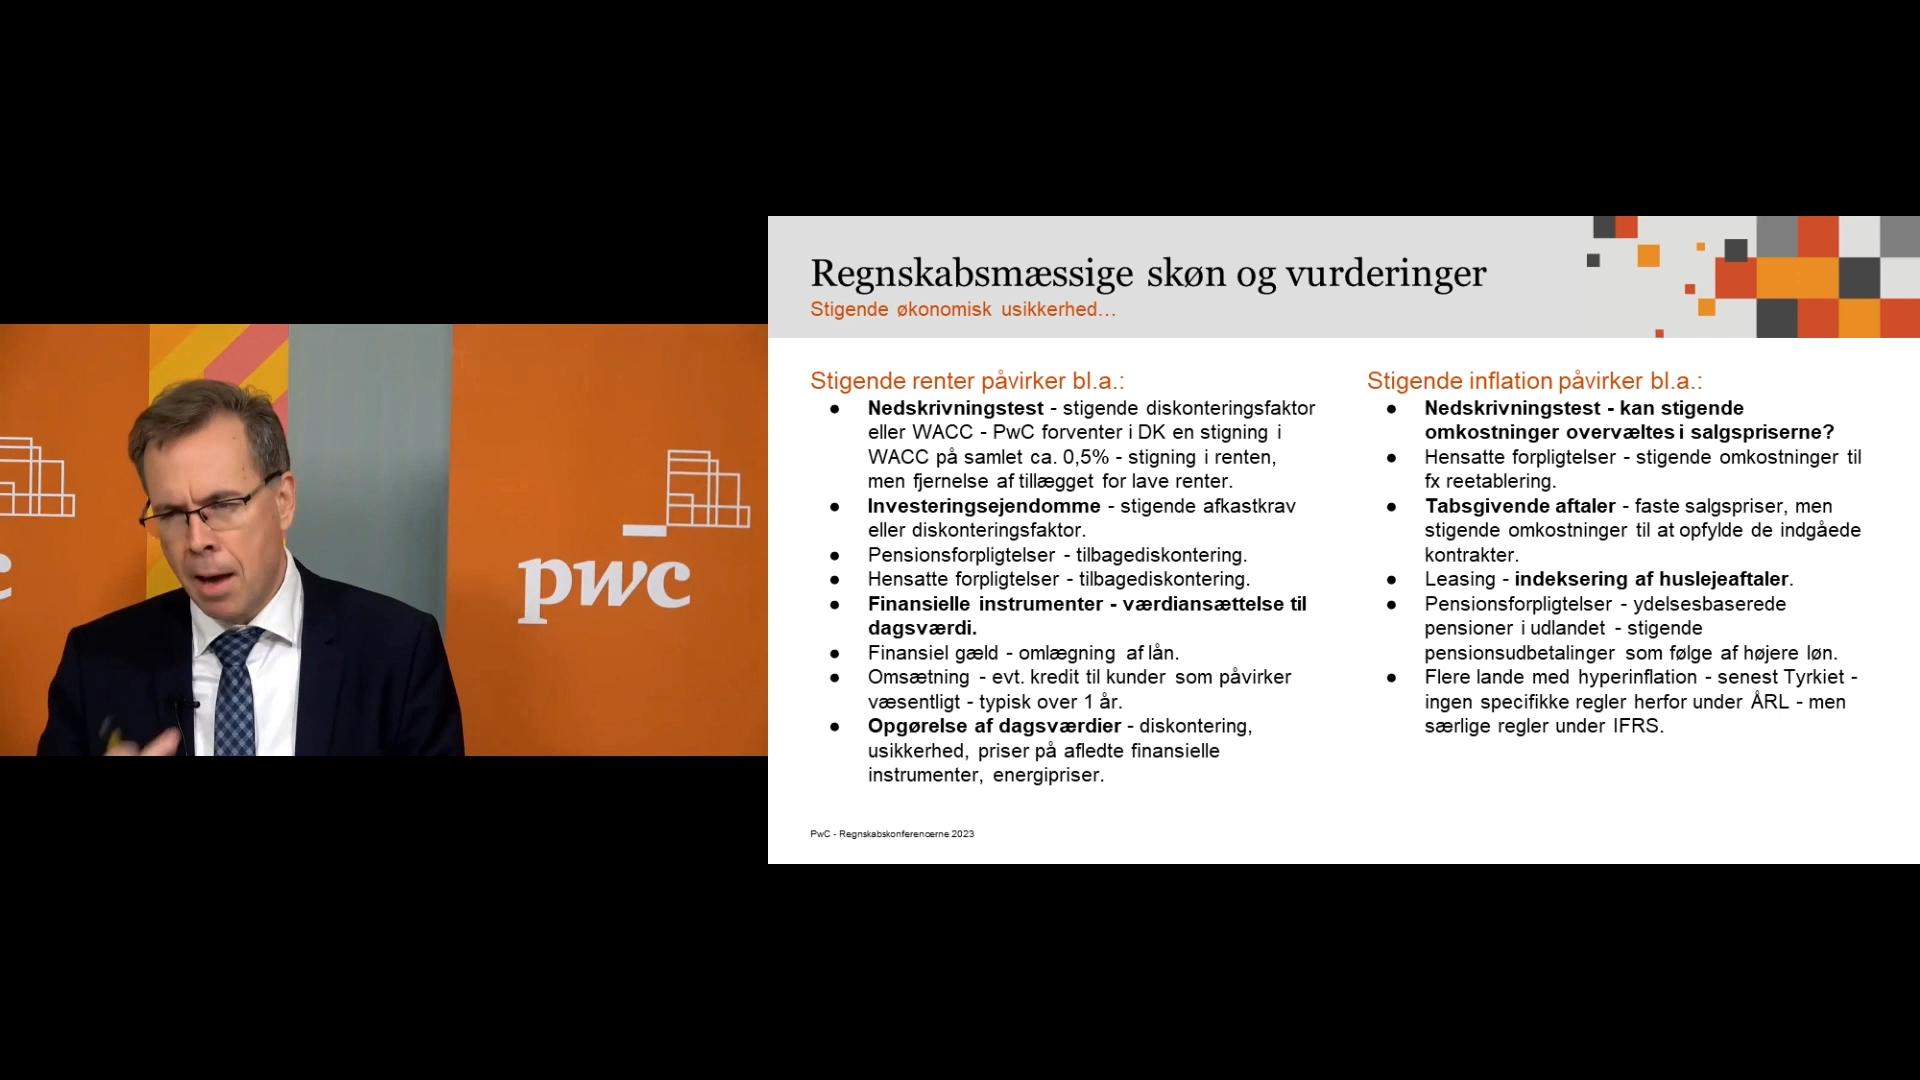 pwc
c
Regnskabsmæssige skøn og vurderinger
Stigende økonomisk usikkerhed…
Stigende renter påvirker bl.a.:
● Nedskrivningstest - stigende diskonteringsfaktor
eller WACC - PwC forventer i DK en stigning i
WACC på samlet ca. 0,5% - stigning i renten,
men fjernelse af tillægget for lave renter.
● Investeringsejendomme - stigende afkastkrav
eller diskonteringsfaktor.
● Pensionsforpligtelser - tilbagediskontering.
● Hensatte forpligtelser - tilbagediskontering.
● Finansielle instrumenter - værdiansættelse til
dagsværdi.
● Finansiel gæld - omlægning af lån.
● Omsætning - evt. kredit til kunder som påvirker
væsentligt - typisk over 1 år.
● Opgørelse af dagsværdier - diskontering,
usikkerhed, priser på afledte finansielle
instrumenter, energipriser.
Stigende inflation påvirker bl.a.:
● Nedskrivningstest - kan stigende
omkostninger overvæltes i salgspriserne?
● Hensatte forpligtelser - stigende omkostninger til
fx reetablering.
● Tabsgivende aftaler - faste salgspriser, men
stigende omkostninger til at opfylde de indgåede
kontrakter.
● Leasing - indeksering af huslejeaftaler.
● Pensionsforpligtelser - ydelsesbaserede
pensioner i udlandet - stigende
pensionsudbetalinger som følge af højere løn.
● Flere lande med hyperinflation - senest Tyrkiet -
ingen specifikke regler herfor under ÅRL - men
særlige regler under IFRS.
PwC - Regnskabskonferencerne 2023